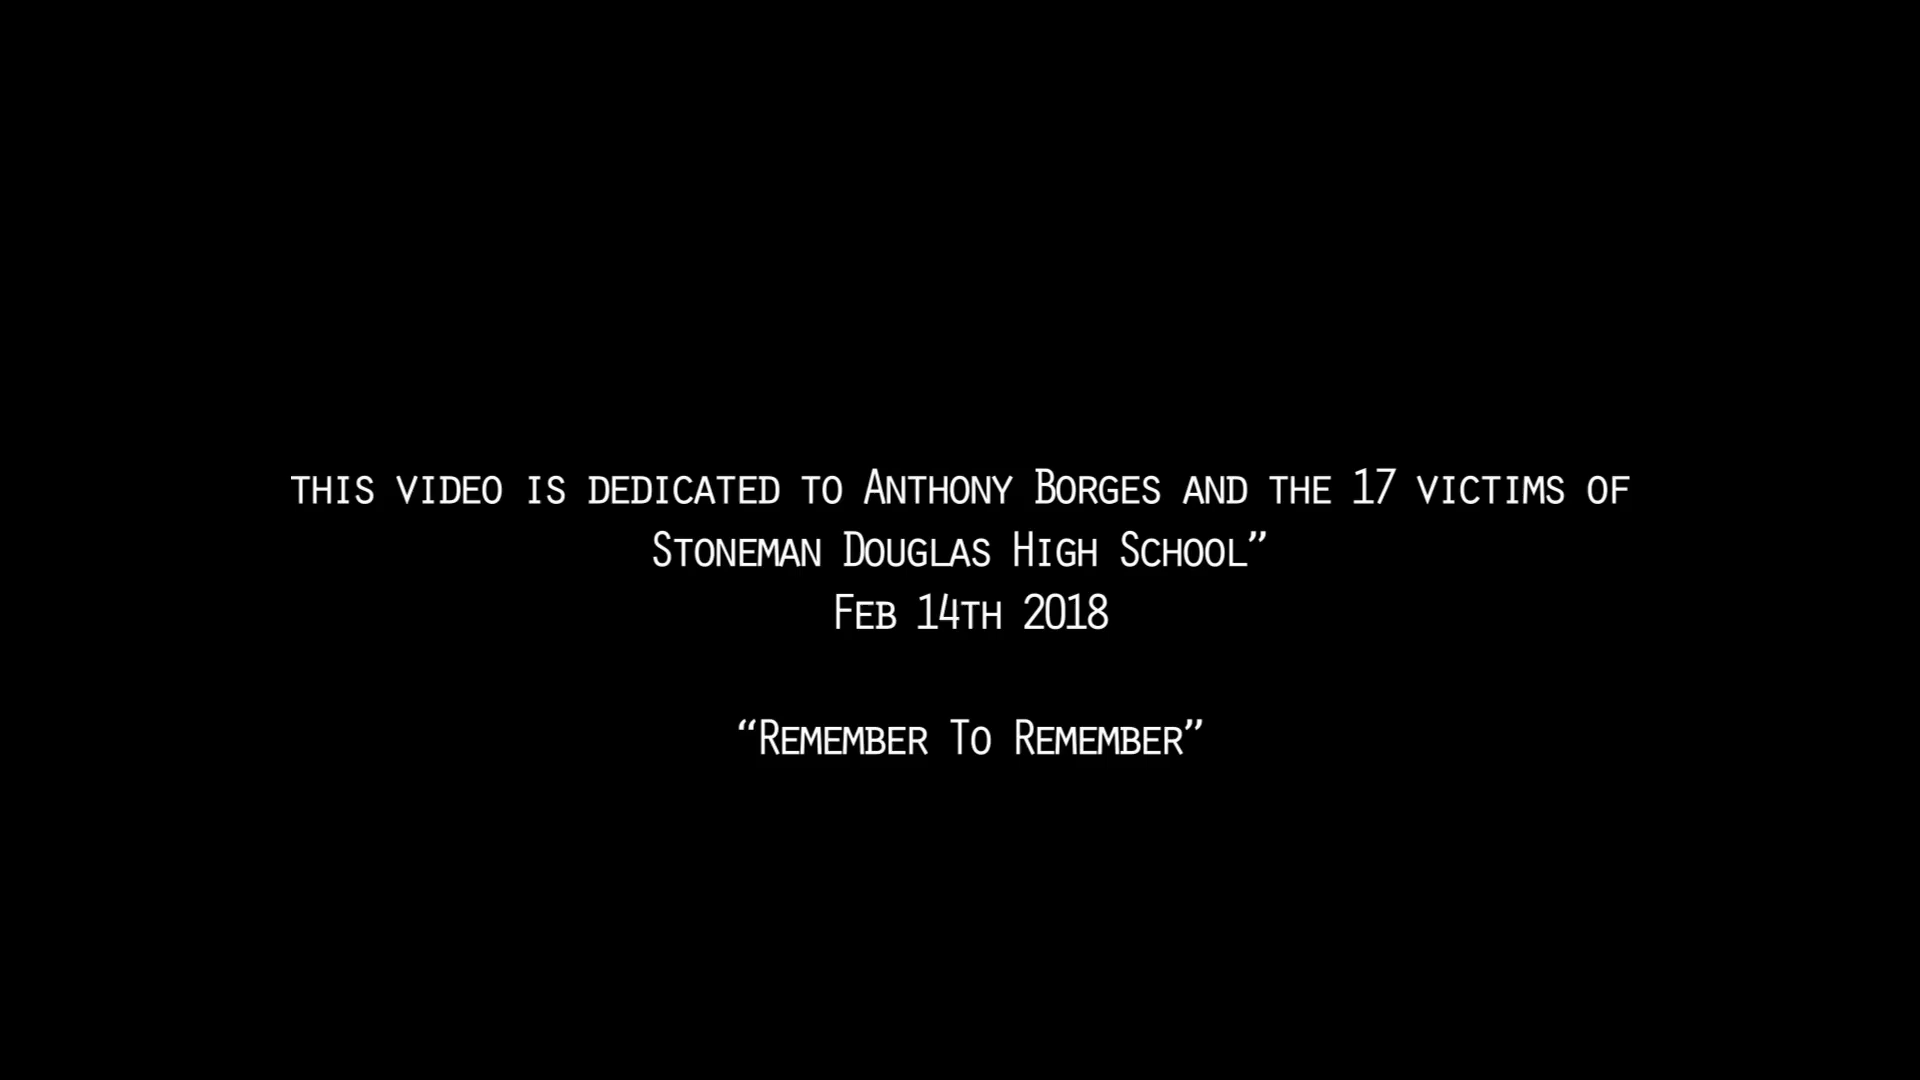 this video is dedicated to Anthony Borges and the 17 victims of
Stoneman Douglas High School”
Feb 14th 2018
“Remember To Remember”